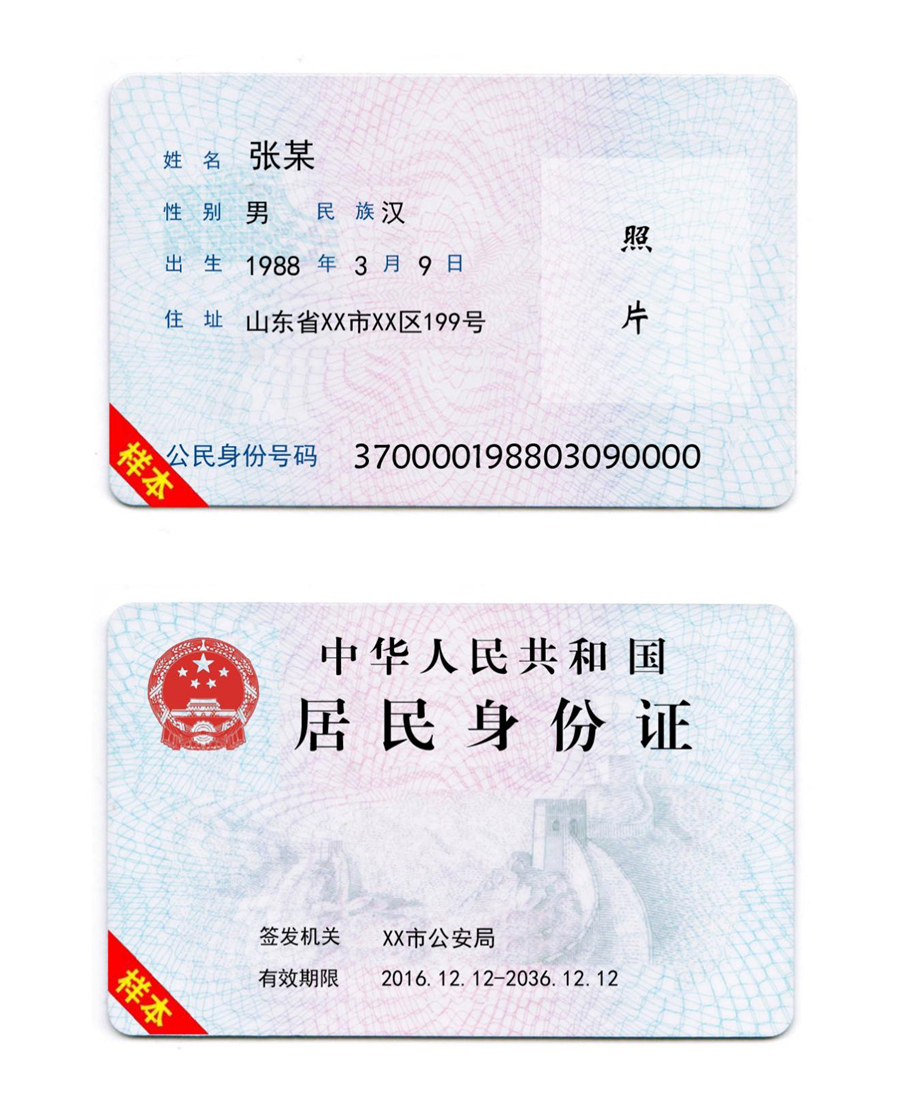 姓名 张某
性别 男 民族 汉
出生 1988 年 3 月 9 日
住址 山东省XX市XX区199号
照
片
公民身份号码 370000198803090000
样本
中华人民共和国
居民身份证
签发机关 XX市公安局
有效期限 2016.12.12-2036.12.12
样本